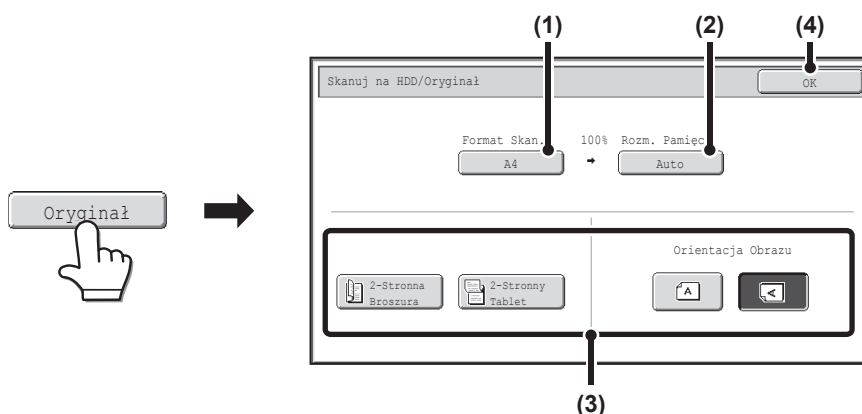 (1) (2) (4)
Skanuj na HDD/Oryginał OK
Format Skan. 100% Rozm. Pamięc
A4 Auto
Oryginał
Orientacja Obrazu
2-Stronna 2-Stronny
Broszura Tablet
A A
(3)